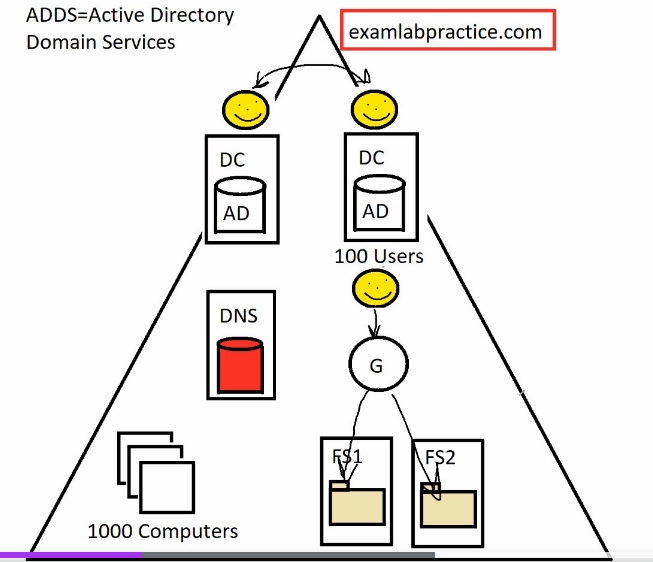 ADDS=Active Directory
Domain Services
examlabpractice.com
DC
AD
DC
AD
100 Users
DNS
G
FS1
FS2
1000 Computers